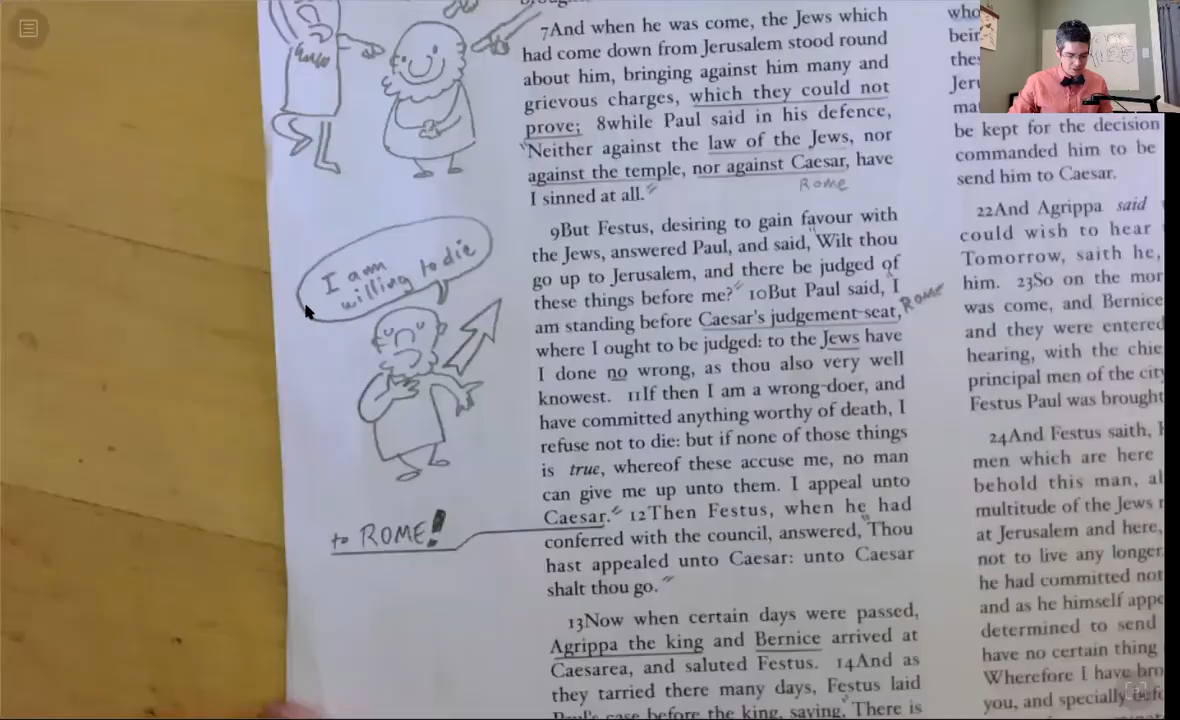 7And when he was come, the Jews which
had come down from Jerusalem stood round
about him, bringing against him many and
grievous charges, which they could not
prove; 8while Paul said in his defence,
"Neither against the law of the Jews, nor
against the temple, nor against Caesar, have
I sinned at all."
Rome
9But Festus, desiring to gain favour with
the Jews, answered Paul, and said, "Wilt thou
go up to Jerusalem, and there be judged of
these things before me?" 10But Paul said, "I
am standing before Caesar's judgement-seat,
Rome
where I ought to be judged: to the Jews have
I done no wrong, as thou also very well
knowest. 11If then I am a wrong-doer, and
have committed anything worthy of death, I
refuse not to die: but if none of those things
is true, whereof these accuse me, no man
can give me up unto them. I appeal unto
Caesar." 12Then Festus, when he had
conferred with the council, answered, "Thou
hast appealed unto Caesar: unto Caesar
shalt thou go."
13Now when certain days were passed,
Agrippa the king and Bernice arrived at
Caesarea, and saluted Festus. 14And as
they tarried there many days, Festus laid
Paul's case before the king, saying, "There is
I am
willing to die
to ROME!
who
be kept for the decision
commanded him to be
send him to Caesar.
22And Agrippa said
could wish to hear
Tomorrow, saith he,
him. 23So on the mor
was come, and Bernice
and they were entered
hearing, with the chie
principal men of the city
Festus Paul was brought
24And Festus saith,
men which are here
behold this man, a
multitude of the Jews
at Jerusalem and here,
not to live any longer.
he had committed not
and as he himself appe
determined to send
have no certain thing
Wherefore I have bro
you, and specially befo